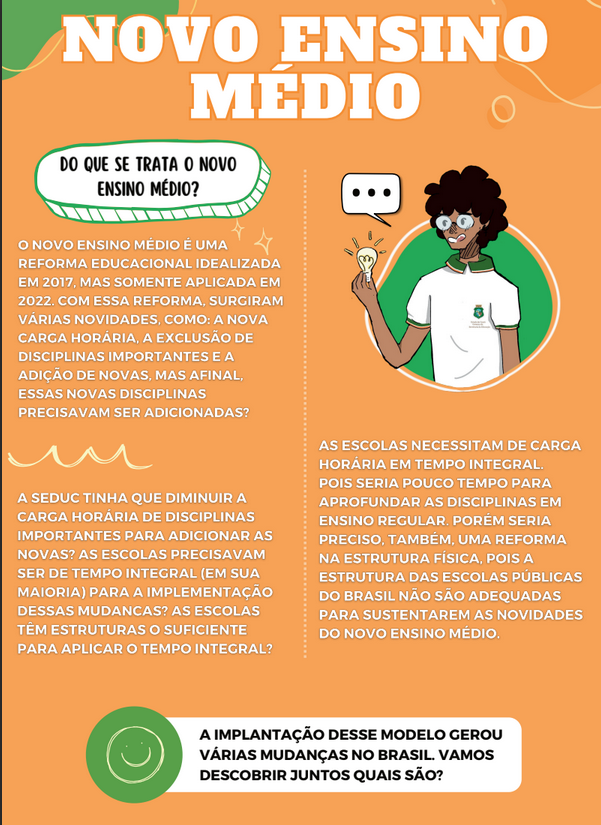 NOVO ENSINO
MÉDIO
DO QUE SE TRATA O NOVO
ENSINO MÉDIO?
O NOVO ENSINO MÉDIO É UMA
REFORMA EDUCACIONAL IDEALIZADA
EM 2017, MAS SOMENTE APLICADA EM
2022. COM ESSA REFORMA, SURGIRAM
VÁRIAS NOVIDADES, COMO: A NOVA
CARGA HORÁRIA, A EXCLUSÃO DE
DISCIPLINAS IMPORTANTES E A
ADIÇÃO DE NOVAS, MAS AFINAL,
ESSAS NOVAS DISCIPLINAS
PRECISAVAM SER ADICIONADAS?
A SEDUC TINHA QUE DIMINUIR A
CARGA HORÁRIA DE DISCIPLINAS
IMPORTANTES PARA ADICIONAR AS
NOVAS? AS ESCOLAS PRECISAVAM
SER DE TEMPO INTEGRAL (EM SUA
MAIORIA) PARA A IMPLEMENTAÇÃO
DESSAS MUDANCAS? AS ESCOLAS
TÊM ESTRUTURAS O SUFICIENTE
PARA APLICAR O TEMPO INTEGRAL?
AS ESCOLAS NECESSITAM DE CARGA
HORÁRIA EM TEMPO INTEGRAL.
POIS SERIA POUCO TEMPO PARA
APROFUNDAR AS DISCIPLINAS EM
ENSINO REGULAR. PORÉM SERIA
PRECISO, TAMBÉM, UMA REFORMA
NA ESTRUTURA FÍSICA, POIS A
ESTRUTURA DAS ESCOLAS PÚBLICAS
DO BRASIL NÃO SÃO ADEQUADAS
PARA SUSTENTAREM AS NOVIDADES
DO NOVO ENSINO MÉDIO.
A IMPLANTAÇÃO DESSE MODELO GEROU
VÁRIAS MUDANÇAS NO BRASIL. VAMOS
DESCOBRIR JUNTOS QUAIS SÃO?